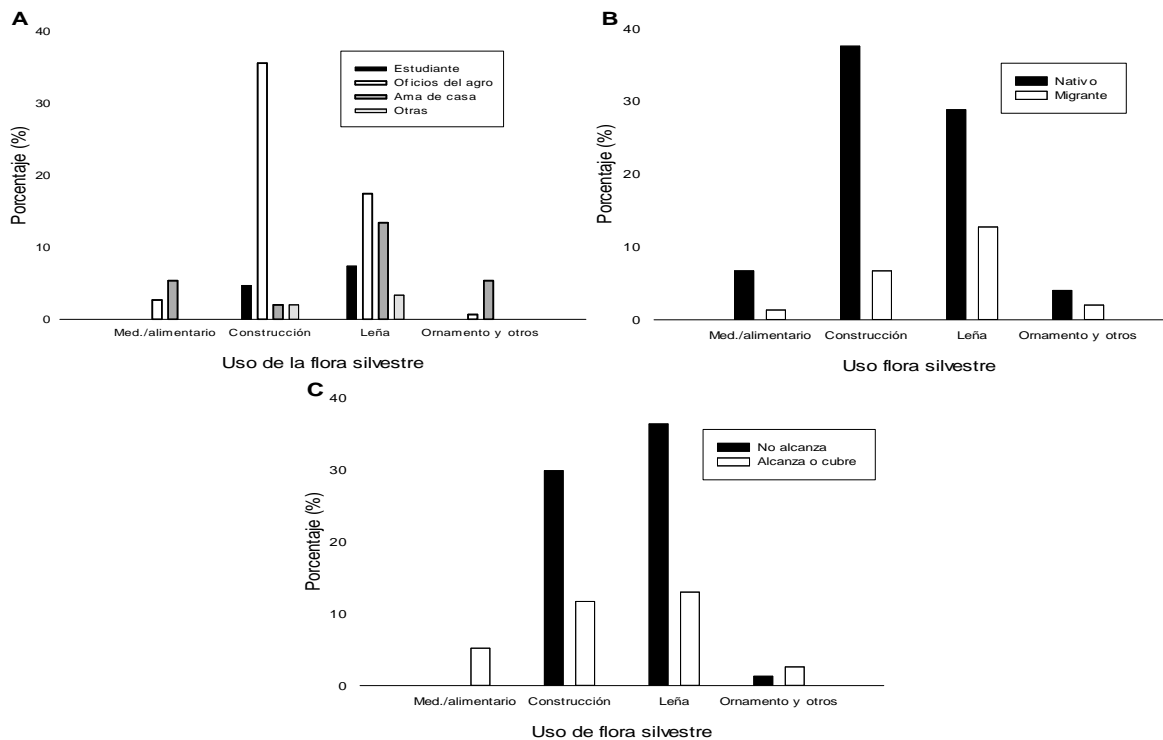 A
Porcentaje (%)
40
30
20
10
0
Estudiante
Oficios del agro
Ama de casa
Otras
Med./alimentario Construcción Leña Ornamento y otros
Uso de la flora silvestre
B
Porcentaje (%)
40
30
20
10
0
Nativo
Migrante
Med./alimentario Construcción Leña Ornamento y otros
Uso flora silvestre
C
Porcentaje (%)
40
30
20
10
0
No alcanza
Alcanza o cubre
Med./alimentario Construcción Leña Ornamento y otros
Uso de flora silvestre